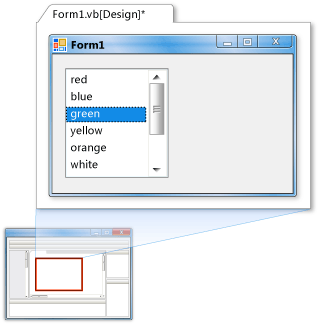 Form1.vb[Design]*
Form1
red
blue
green
yellow
orange
white